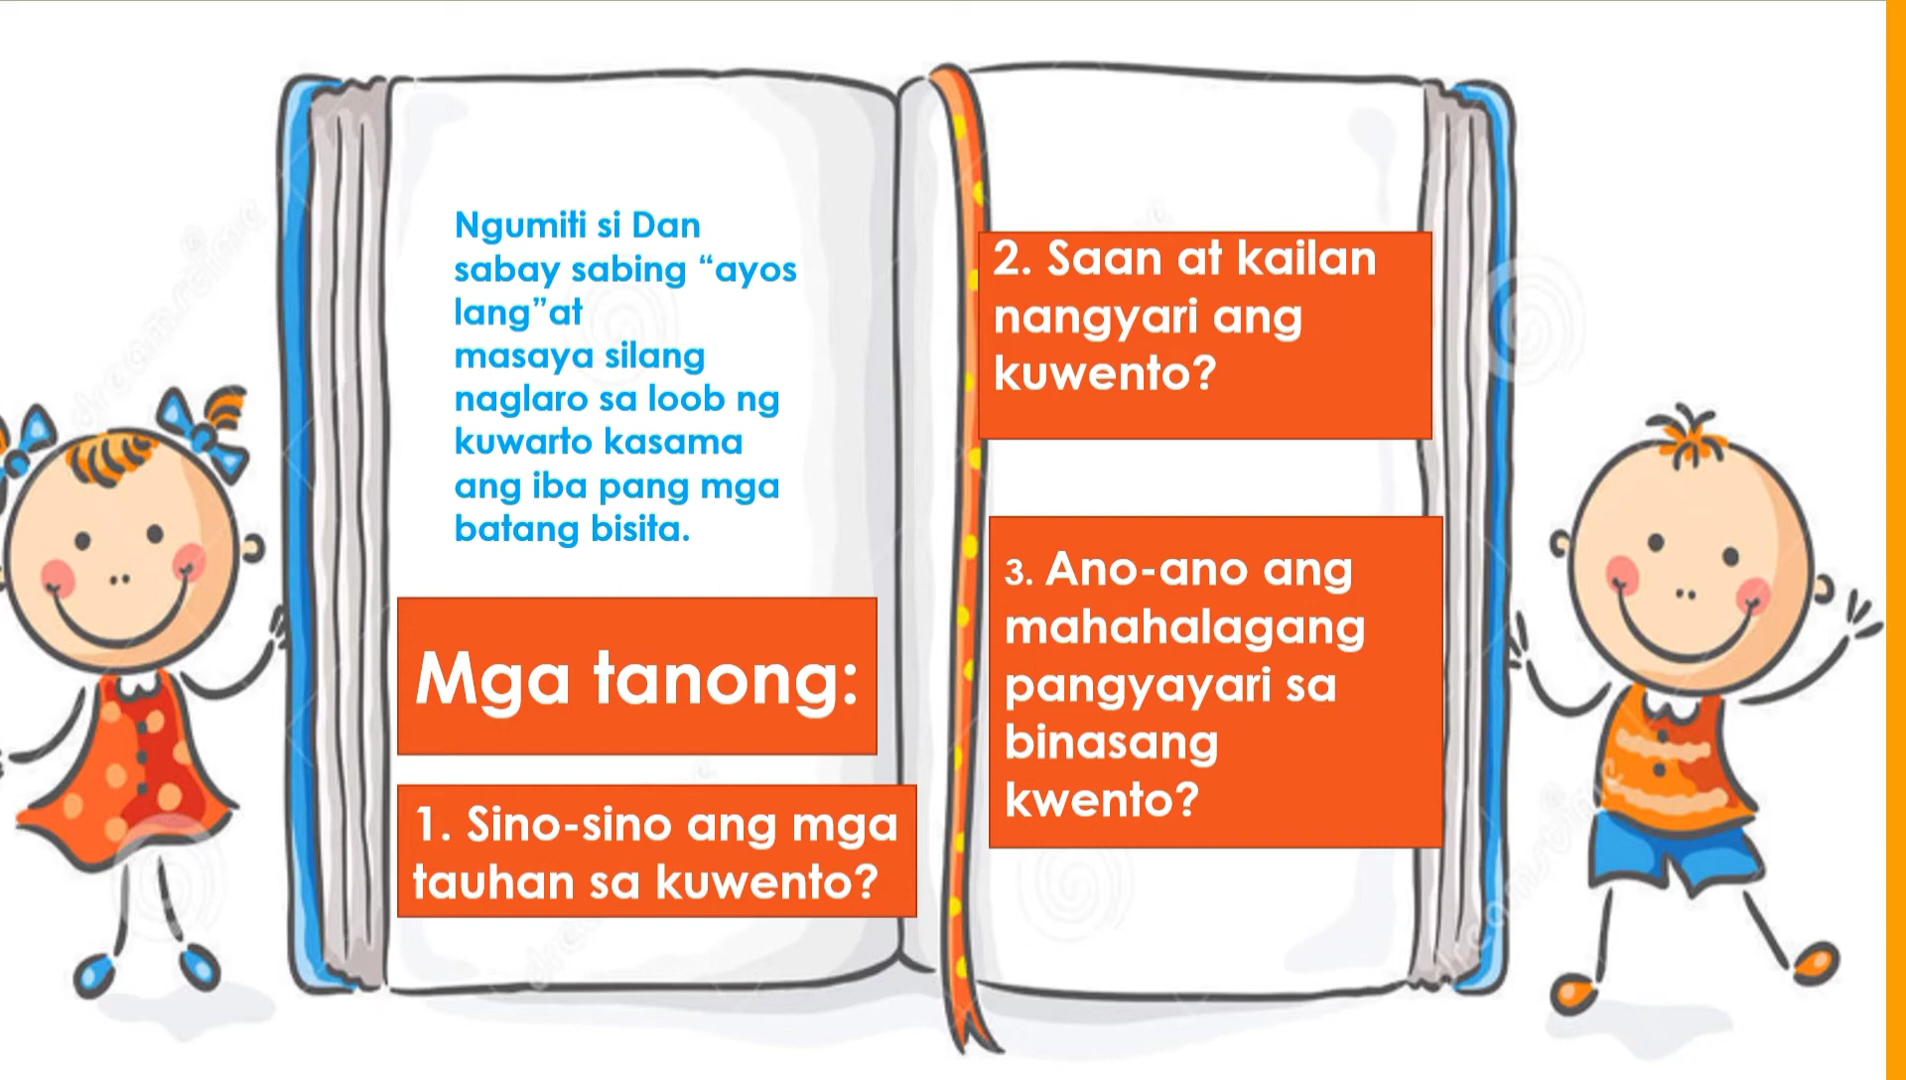 Ngumiti si Dan
sabay sabing “ayos
lang”at
masaya silang
naglaro sa loob ng
kuwarto kasama
ang iba pang mga
batang bisita.
Mga tanong:
1. Sino-sino ang mga
tauhan sa kuwento?
2. Saan at kailan
nangyari ang
kuwento?
3. Ano-ano ang
mahahalagang
pangyayari sa
binasang
kwento?
dreamstime
dreamstime